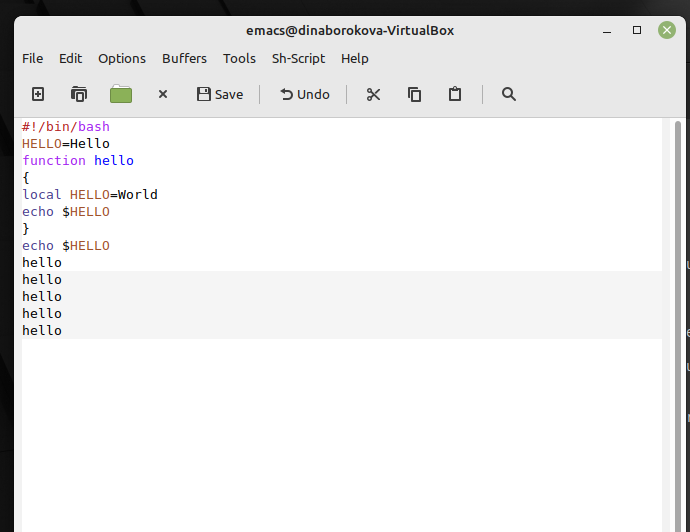 emacs@dinaborokova-VirtualBox
File Edit Options Buffers Tools Sh-Script Help
Save Undo
#!/bin/bash
HELLO=Hello
function hello
{
local HELLO=World
echo $HELLO
}
echo $HELLO
hello
hello
hello
hello
hello